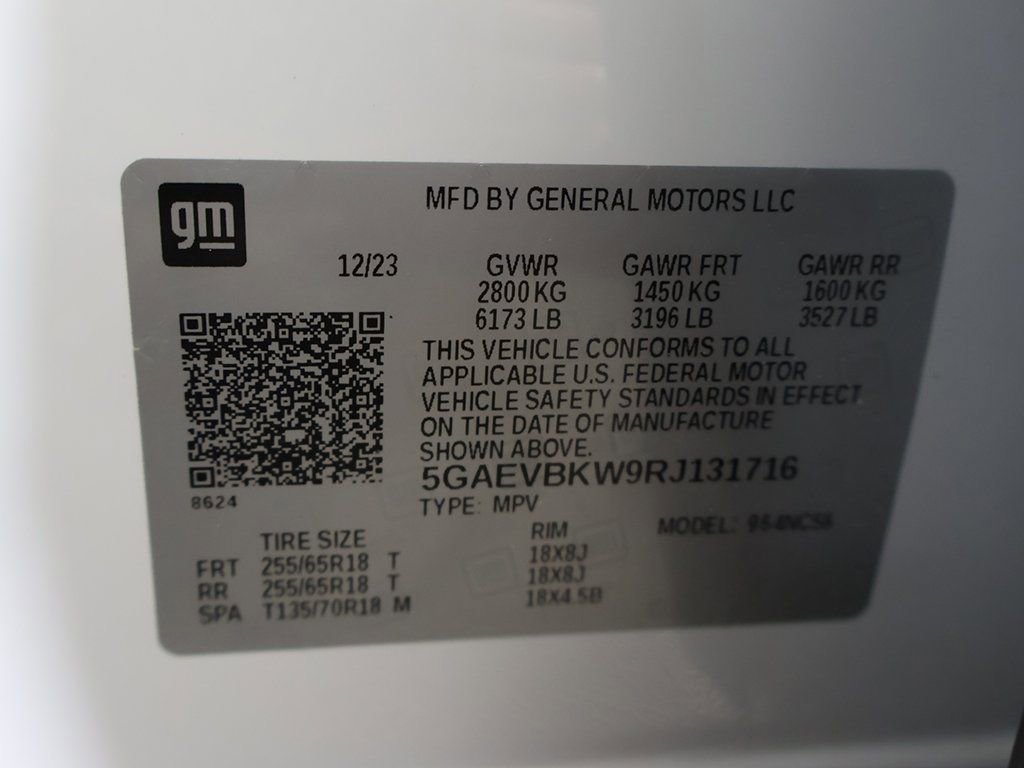 gm
MFD BY GENERAL MOTORS LLC
12/23 GVWR GAWR FRT GAWR RR
2800 KG 1450 KG 1600 KG
6173 LB 3196 LB 3527 LB
THIS VEHICLE CONFORMS TO ALL
APPLICABLE U.S. FEDERAL MOTOR
VEHICLE SAFETY STANDARDS IN EFFECT
ON THE DATE OF MANUFACTURE
SHOWN ABOVE.
5GAEVBKW9RJ131716
8624
TYPE: MPV
MODEL:
TIRE SIZE RIM
FRT 255/65R18 T 18X8J
RR 255/65R18 T 18X8J
SPA T135/70R18 M 18X4.5B